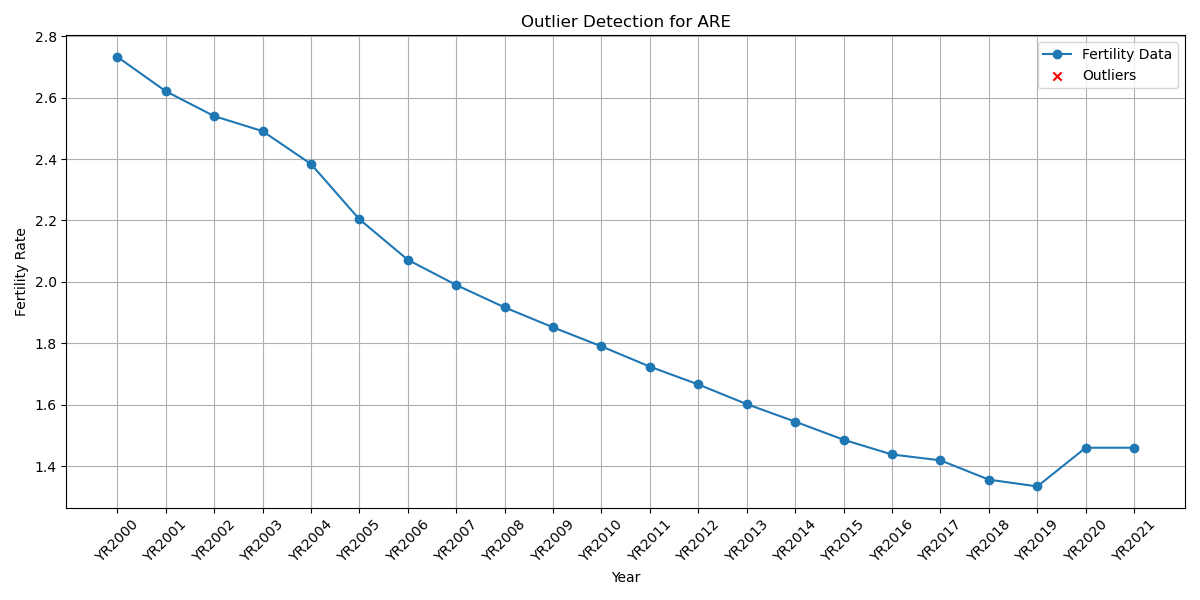 Outlier Detection for ARE
Fertility Data
Outliers
Fertility Rate
2.8
2.6
2.4
2.2
2.0
1.8
1.6
1.4
YR2000
YR2001
YR2002
YR2003
YR2004
YR2005
YR2006
YR2007
YR2008
YR2009
YR2010
YR2011
YR2012
YR2013
YR2014
YR2015
YR2016
YR2017
YR2018
YR2019
YR2020
YR2021
Year